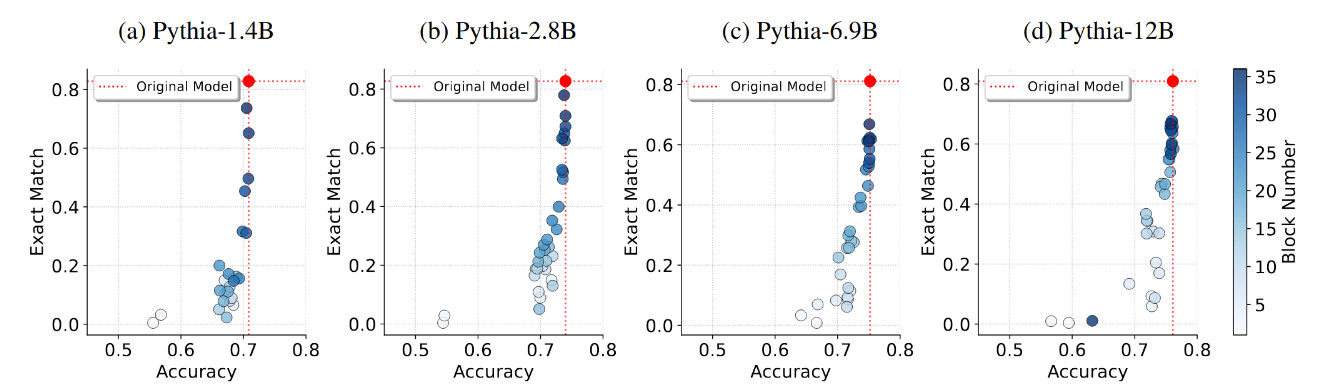 (a) Pythia-1.4B
(b) Pythia-2.8B
(c) Pythia-6.9B
(d) Pythia-12B
Original Model
Original Model
Original Model
Original Model
Exact Match
0.8
0.6
0.4
0.2
0.0
0.5 0.6 0.7 0.8
Accuracy
Exact Match
0.8
0.6
0.4
0.2
0.0
0.5 0.6 0.7 0.8
Accuracy
Exact Match
0.8
0.6
0.4
0.2
0.0
0.5 0.6 0.7 0.8
Accuracy
Exact Match
0.8
0.6
0.4
0.2
0.0
0.5 0.6 0.7 0.8
Accuracy
35
30
25
20
15
10
5
Block Number